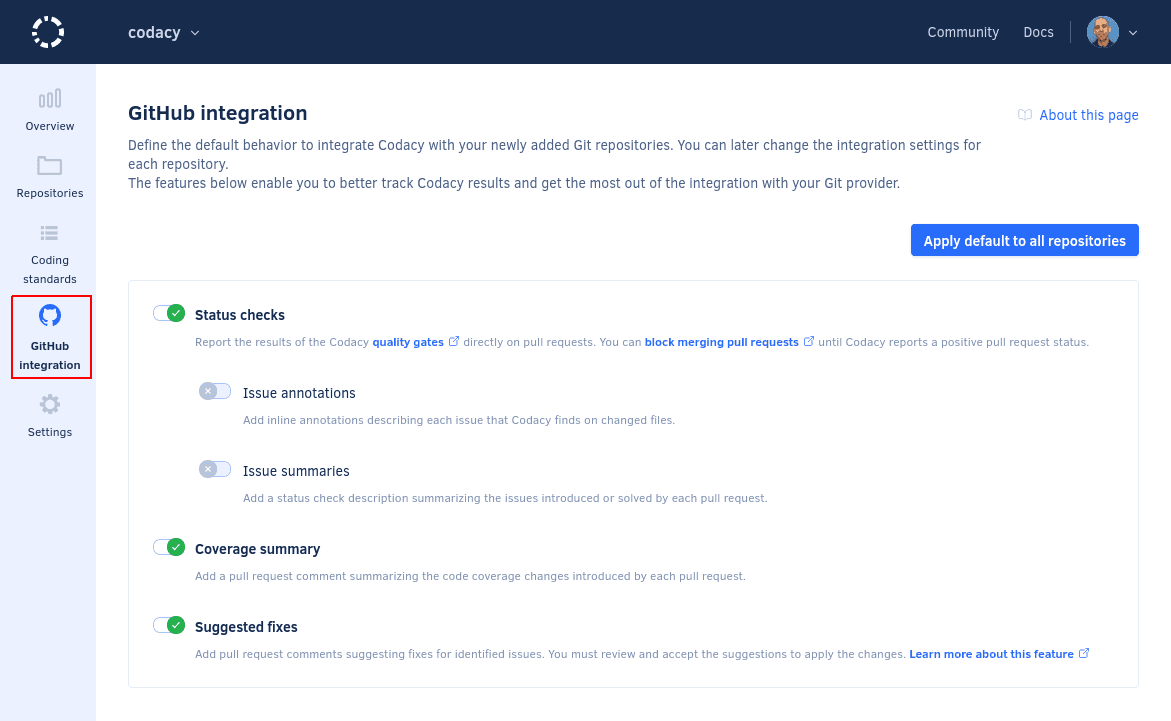 codacy
Community
Docs
Overview
Repositories
Coding
standards
GitHub
integration
Settings
GitHub integration
About this page
Define the default behavior to integrate Codacy with your newly added Git repositories. You can later change the integration settings for
each repository.
The features below enable you to better track Codacy results and get the most out of the integration with your Git provider.
Apply default to all repositories
Status checks
Report the results of the Codacy quality gates directly on pull requests. You can block merging pull requests until Codacy reports a positive pull request status.
Issue annotations
Add inline annotations describing each issue that Codacy finds on changed files.
Issue summaries
Add a status check description summarizing the issues introduced or solved by each pull request.
Coverage summary
Add a pull request comment summarizing the code coverage changes introduced by each pull request.
Suggested fixes
Add pull request comments suggesting fixes for identified issues. You must review and accept the suggestions to apply the changes. Learn more about this feature